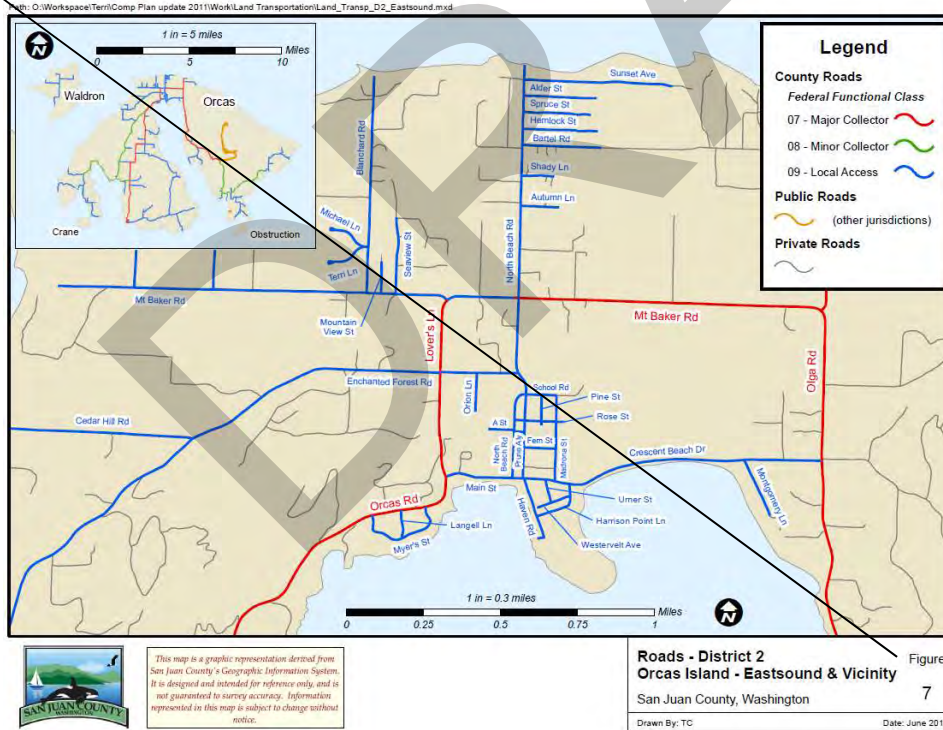 Path: O:\Workspace\Terri\Comp Plan update 2011\Work\Land Transportation\Land_Transp_D2_Eastsound.mxd
1 in = 5 miles
Miles
0 5 10
Waldron
Orcas
Crane
Obstruction
Legend
County Roads
Federal Functional Class
07 - Major Collector
08 - Minor Collector
09 - Local Access
Public Roads
(other jurisdictions)
Private Roads
Sunset Ave
Alder St
Spruce St
Hemlock St
Bartel Rd
Shady Ln
Autumn Ln
Blanchard Rd
North Beach Rd
Michael Ln
Terri Ln
Seaview St
Mt Baker Rd
Mountain
View St
Lover's Ln
Mt Baker Rd
Olga Rd
Enchanted Forest Rd
Orion Ln
School Rd
Pine St
Rose St
A St
Fern St
North
Beach Rd
Prune Aly
Madrona St
Cedar Hill Rd
Crescent Beach Dr
Main St
Montgomery Ln
Urner St
Harrison Point Ln
Haven Rd
Westervelt Ave
Orcas Rd
Langell Ln
Myer's St
1 in = 0.3 miles
Miles
0 0.25 0.5 0.75 1
DRA
SAN JUAN COUNTY
WASHINGTON
This map is a graphic representation derived from
San Juan County's Geographic Information System.
It is designed and intended for reference only, and is
not guaranteed to survey accuracy. Information
represented in this map is subject to change without
notice.
Roads - District 2
Orcas Island - Eastsound & Vicinity
San Juan County, Washington
Figure
7
Drawn By: TC
Date: June 201